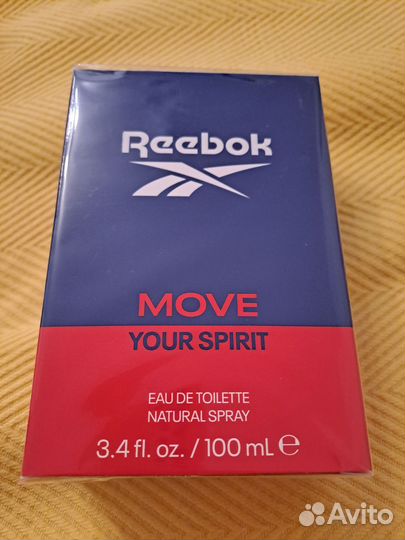 Reebok
MOVE
YOUR SPIRIT
EAU DE TOILETTE
NATURAL SPRAY
3.4 fl. oz. / 100 mL ℮
Avito